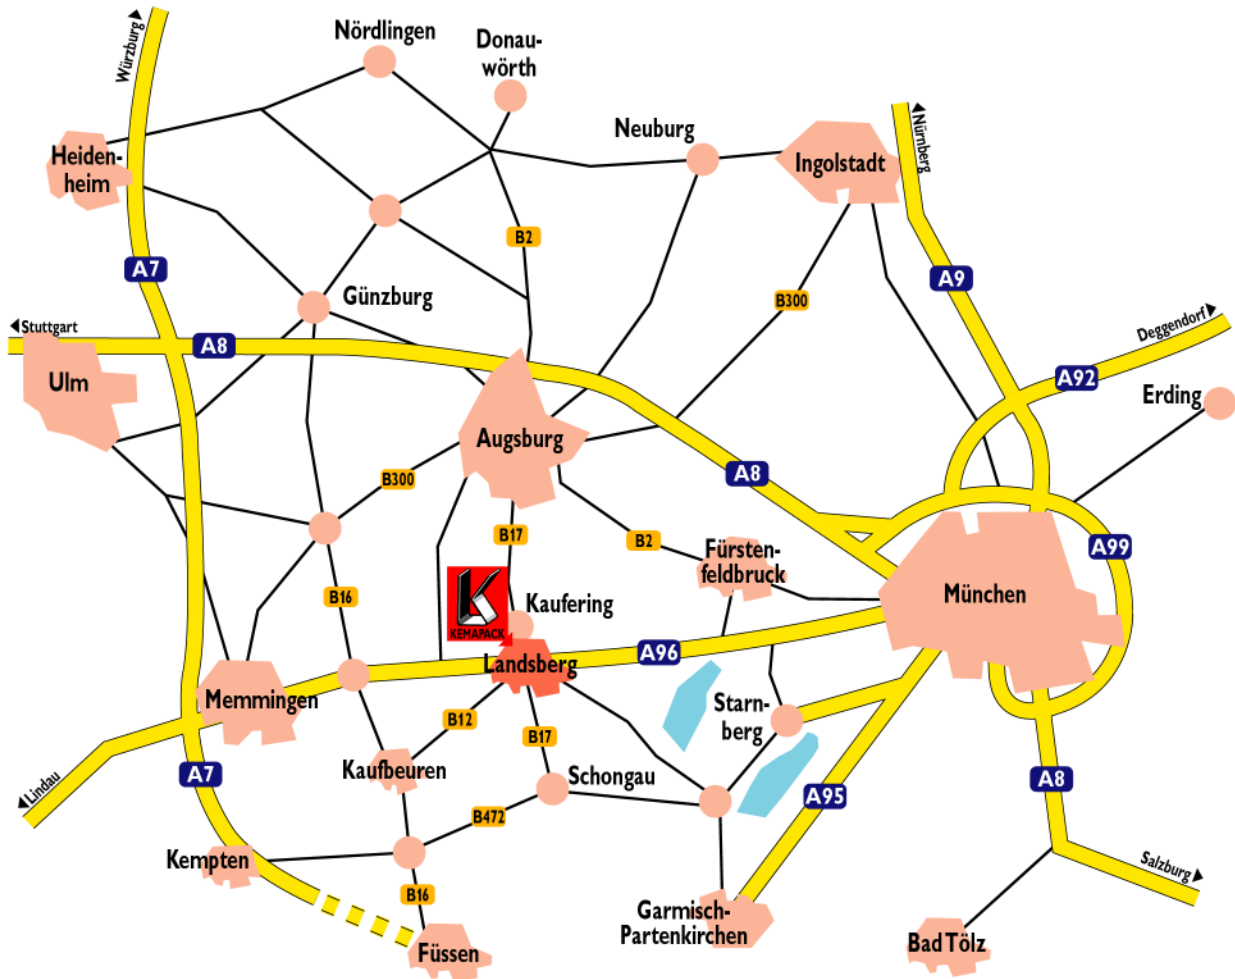 Würzburg
Nördlingen
Donau-
wörth
Neuburg
Ingolstadt
Nürnberg
Heiden-
heim
B2
A7
Günzburg
B300
A9
Stuttgart
A8
Deggendorf
Ulm
A92
Erding
Augsburg
B300
A8
B17
B2
Fürsten-
feldbruck
A99
B16
KEMAPACK
Kaufering
München
Landsberg
A96
Memmingen
B12
B17
Starn-
berg
Lindau
A7
Kaufbeuren
Schongau
A95
A8
B472
Kempten
Salzburg
B16
Garmisch-
Partenkirchen
Füssen
Bad Tölz